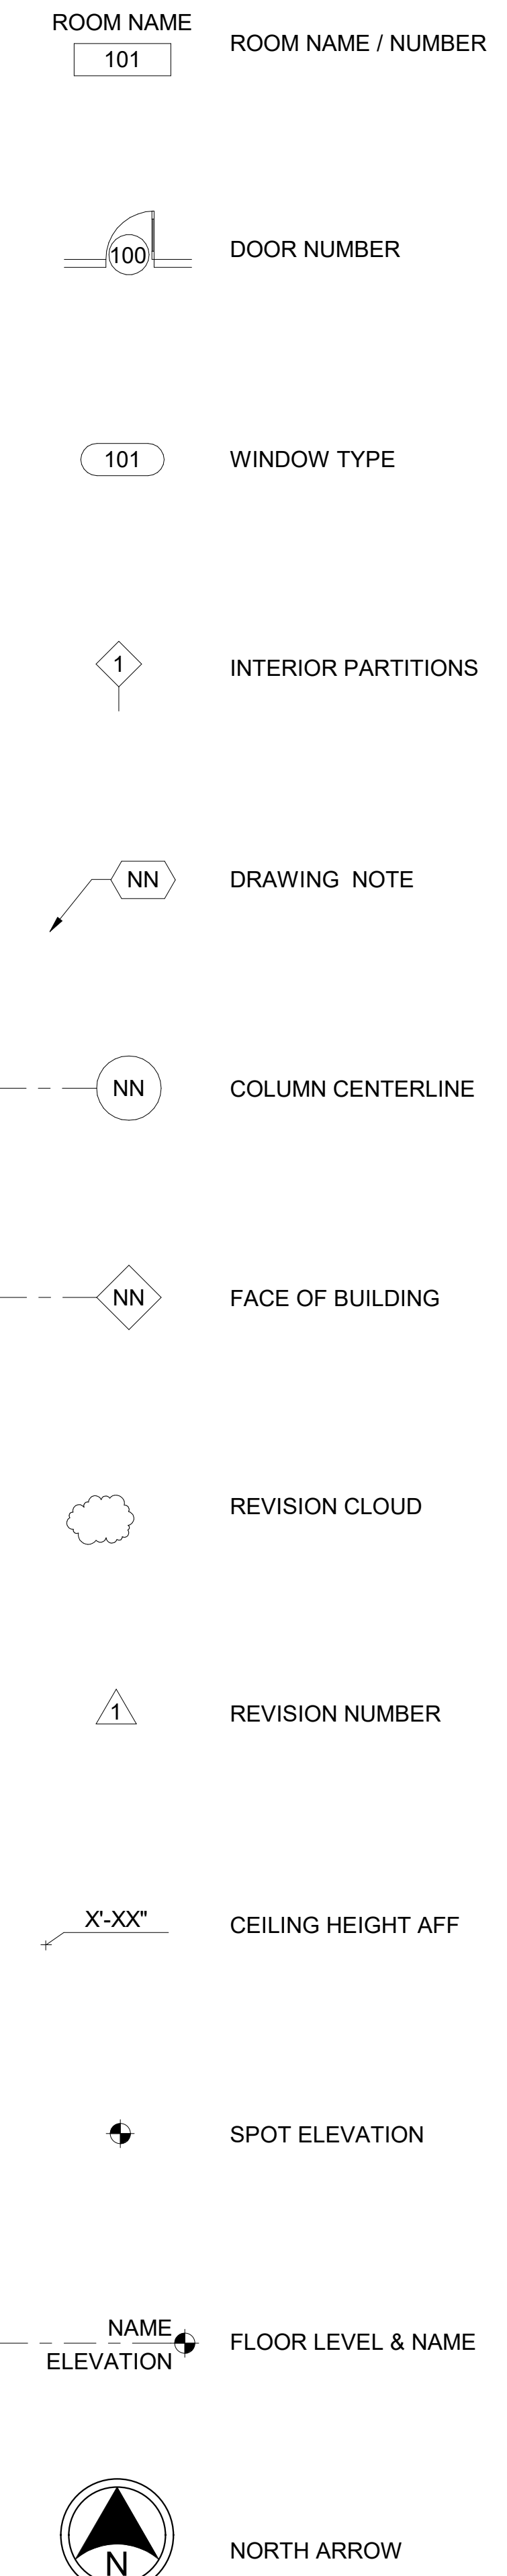 ROOM NAME
101
ROOM NAME / NUMBER
100
DOOR NUMBER
101
WINDOW TYPE
1
INTERIOR PARTITIONS
NN
DRAWING  NOTE
NN
COLUMN CENTERLINE
NN
FACE OF BUILDING
REVISION CLOUD
1
REVISION NUMBER
X'-XX"
CEILING HEIGHT AFF
SPOT ELEVATION
NAME
ELEVATION
FLOOR LEVEL & NAME
N
NORTH ARROW